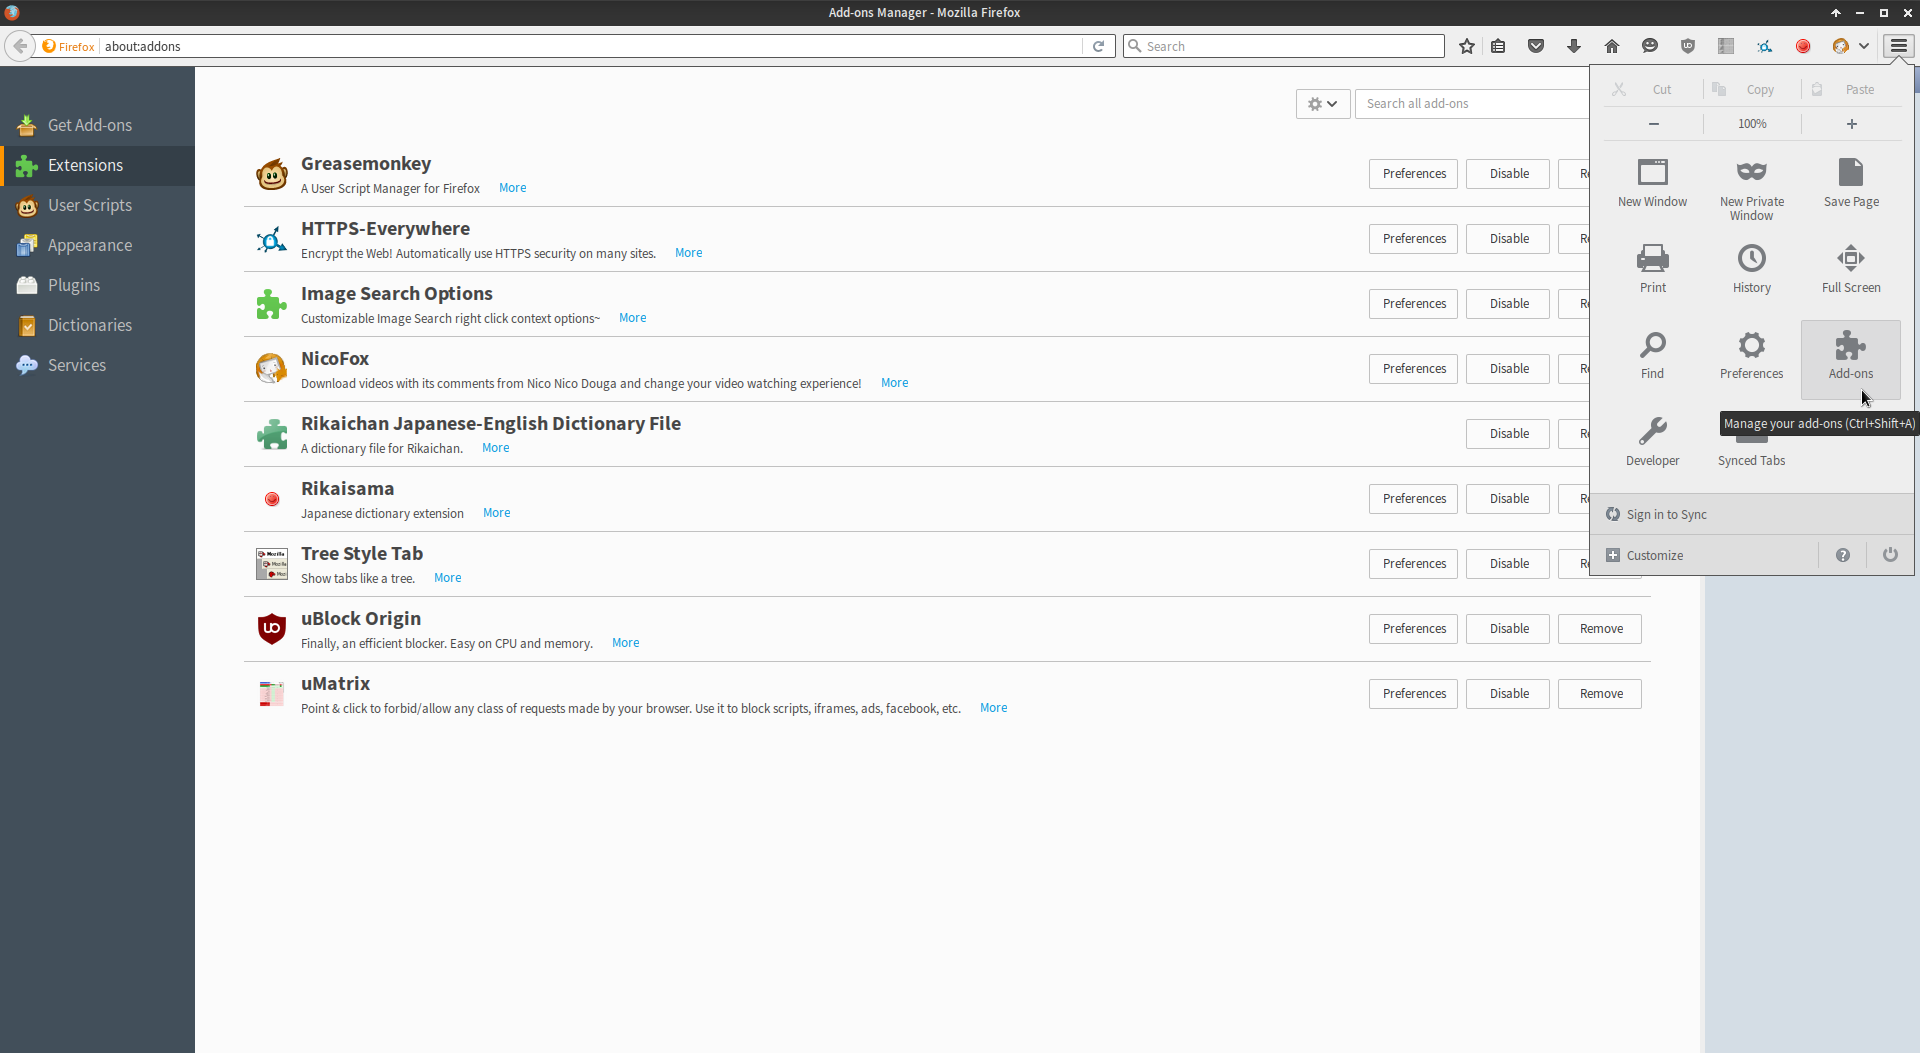 Add-ons Manager - Mozilla Firefox
Firefox about:addons
Search
Get Add-ons
Extensions
User Scripts
Appearance
Plugins
Dictionaries
Services
Search all add-ons
Greasemonkey
A User Script Manager for Firefox More
Preferences Disable Re
HTTPS-Everywhere
Encrypt the Web! Automatically use HTTPS security on many sites. More
Preferences Disable Re
Image Search Options
Customizable Image Search right click context options~ More
Preferences Disable Re
NicoFox
Download videos with its comments from Nico Nico Douga and change your video watching experience! More
Preferences Disable Re
Rikaichan Japanese-English Dictionary File
A dictionary file for Rikaichan. More
Disable Re
Rikaisama
Japanese dictionary extension More
Preferences Disable Re
Tree Style Tab
Show tabs like a tree. More
Preferences Disable Re
uBlock Origin
Finally, an efficient blocker. Easy on CPU and memory. More
Preferences Disable Remove
uMatrix
Point & click to forbid/allow any class of requests made by your browser. Use it to block scripts, iframes, ads, facebook, etc. More
Preferences Disable Remove
Cut Copy Paste
− 100% +
New Window
New Private
Window
Save Page
Print History Full Screen
Find Preferences Add-ons
Manage your add-ons (Ctrl+Shift+A)
Developer Synced Tabs
Sign in to Sync
Customize